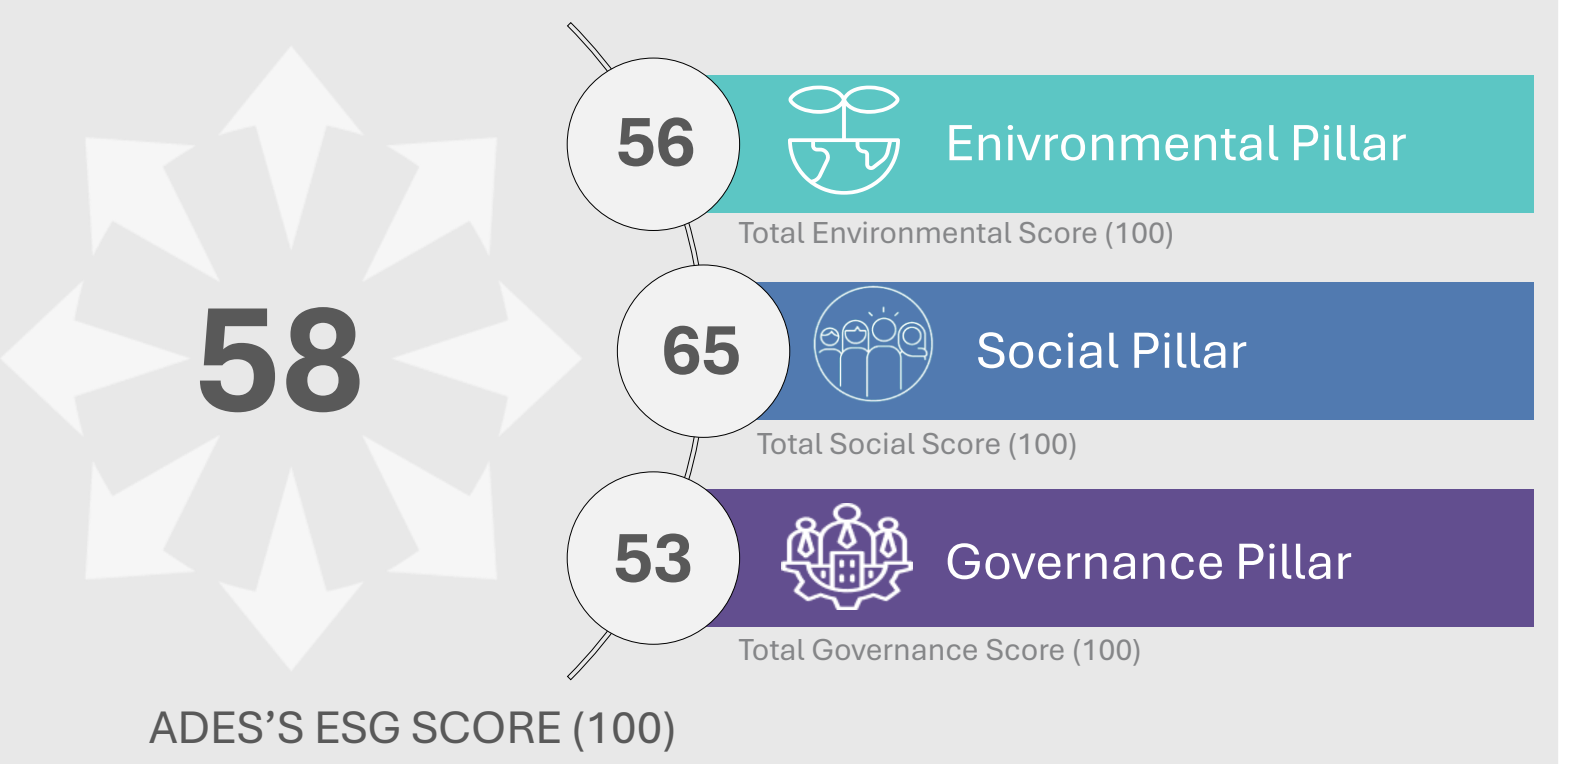 58
ADES’S ESG SCORE (100)
56
Enivronmental Pillar
Total Environmental Score (100)
65
Social Pillar
Total Social Score (100)
53
Governance Pillar
Total Governance Score (100)